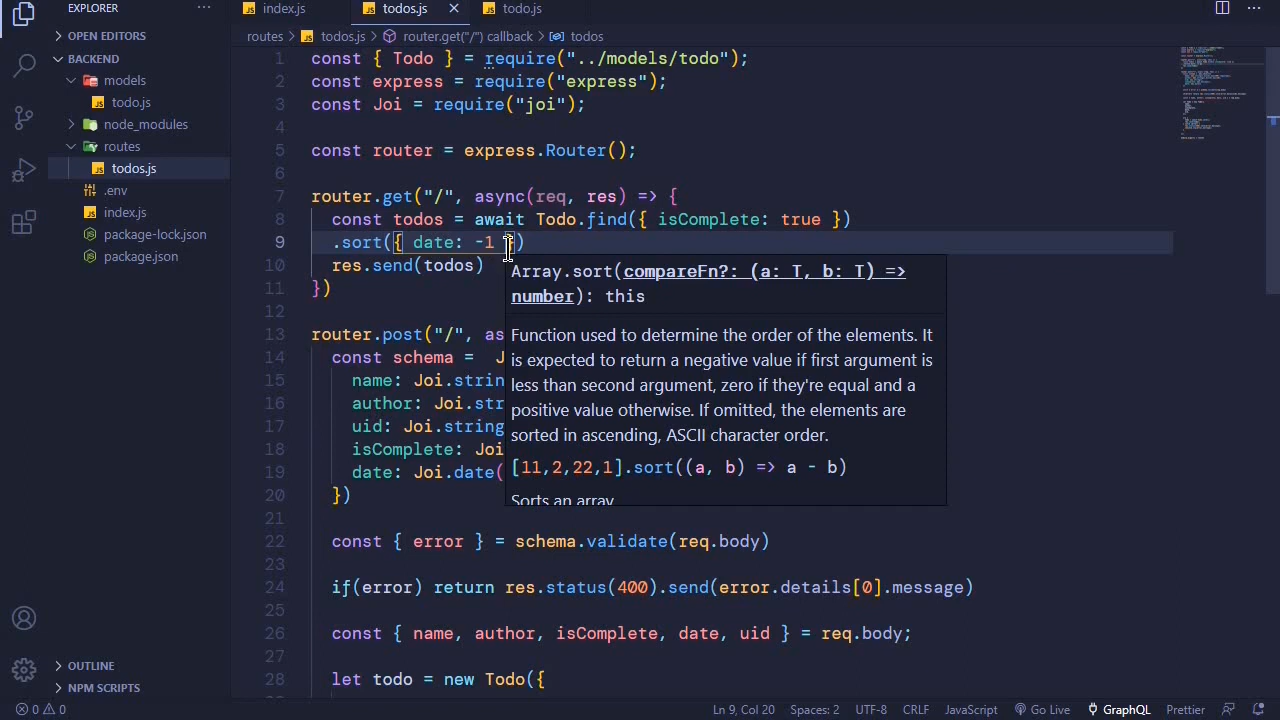 EXPLORER
···
index.js
todos.js
todo.js
···
OPEN EDITORS
BACKEND
models
todo.js
node_modules
routes
todos.js
.env
index.js
package-lock.json
package.json
OUTLINE
NPM SCRIPTS
routes > todos.js > router.get("/") callback > todos
1 const { Todo } = require("../models/todo");
2 const express = require("express");
3 const Joi = require("joi");
4
5 const router = express.Router();
6
7 router.get("/", async(req, res) => {
8 const todos = await Todo.find({ isComplete: true })
9 .sort({ date: -1 })
10 res.send(todos)
11 })
12
13 router.post("/", as
14 const schema = J
15 name: Joi.strin
16 author: Joi.str
17 uid: Joi.string
18 isComplete: Joi
19 date: Joi.date(
20 })
21
22 const { error } = schema.validate(req.body)
23
24 if(error) return res.status(400).send(error.details[0].message)
25
26 const { name, author, isComplete, date, uid } = req.body;
27
28 let todo = new Todo({
Array.sort(compareFn?: (a: T, b: T) =>
number): this
Function used to determine the order of the elements. It
is expected to return a negative value if first argument is
less than second argument, zero if they're equal and a
positive value otherwise. If omitted, the elements are
sorted in ascending, ASCII character order.
[11,2,22,1].sort((a, b) => a - b)
Sorts an array
0 0
Ln 9, Col 20 Spaces: 2 UTF-8 CRLF JavaScript Go Live GraphQL Prettier